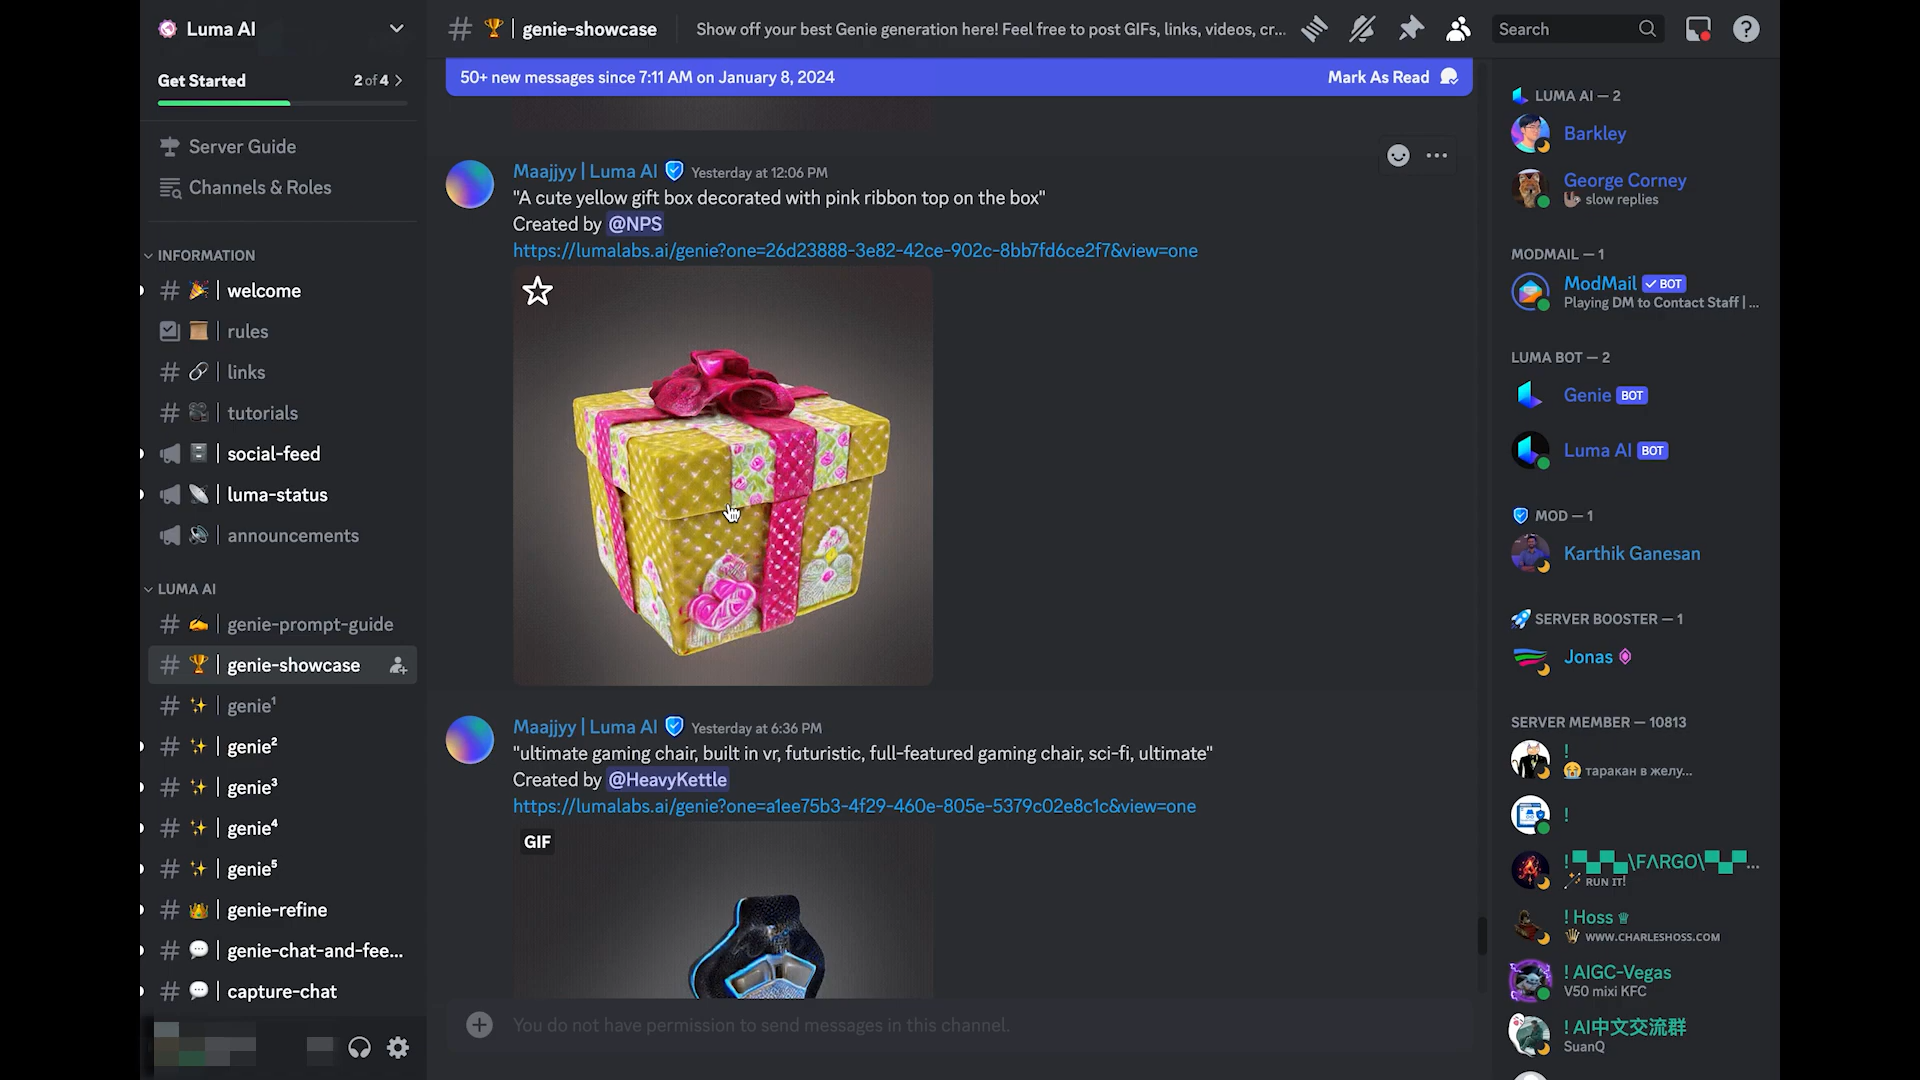 Luma AI
Get Started
2 of 4
Server Guide
Channels & Roles
INFORMATION
welcome
rules
links
tutorials
social-feed
luma-status
announcements
LUMA AI
genie-prompt-guide
genie-showcase
genie¹
genie²
genie³
genie⁴
genie⁵
genie-refine
genie-chat-and-fee...
capture-chat
genie-showcase
Show off your best Genie generation here! Feel free to post GIFs, links, videos, cr...
Search
50+ new messages since 7:11 AM on January 8, 2024
Mark As Read
Maajjyy | Luma AI Yesterday at 12:06 PM
"A cute yellow gift box decorated with pink ribbon top on the box"
Created by @NPS
https://lumalabs.ai/genie?one=26d23888-3e82-42ce-902c-8bb7fd6ce2f7&view=one
Maajjyy | Luma AI Yesterday at 6:36 PM
"ultimate gaming chair, built in vr, futuristic, full-featured gaming chair, sci-fi, ultimate"
Created by @HeavyKettle
https://lumalabs.ai/genie?one=a1ee75b3-4f29-460e-805e-5379c02e8c1c&view=one
GIF
You do not have permission to send messages in this channel.
LUMA AI — 2
Barkley
George Corney
slow replies
MODMAIL — 1
ModMail BOT
Playing DM to Contact Staff | ...
LUMA BOT — 2
Genie BOT
Luma AI BOT
MOD — 1
Karthik Ganesan
SERVER BOOSTER — 1
Jonas
SERVER MEMBER — 10813
!
таракан в желу...
!
! ▀▄▀▄\FΛRGO\▀▄▀...
RUN IT!
! Hoss ♕
WWW.CHARLESHOSS.COM
! AIGC-Vegas
V50 mixi KFC
! AI中文交流群
SuanQ